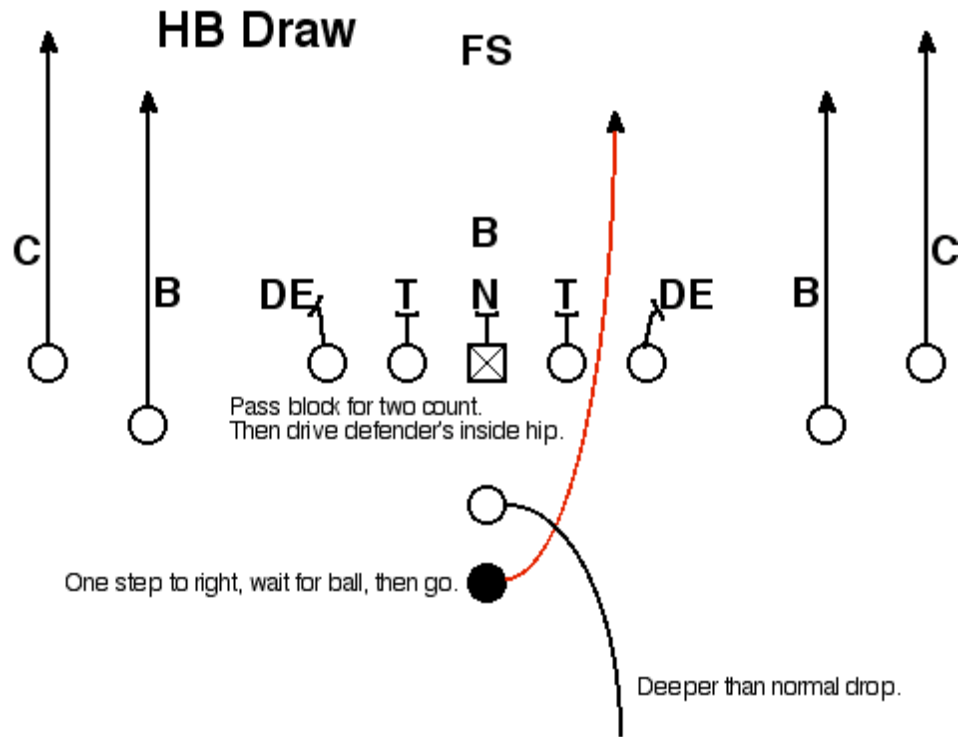 HB Draw
FS
B
C
C
B
DE
T
N
T
DE
B
Pass block for two count.
Then drive defender's inside hip.
One step to right, wait for ball, then go.
Deeper than normal drop.